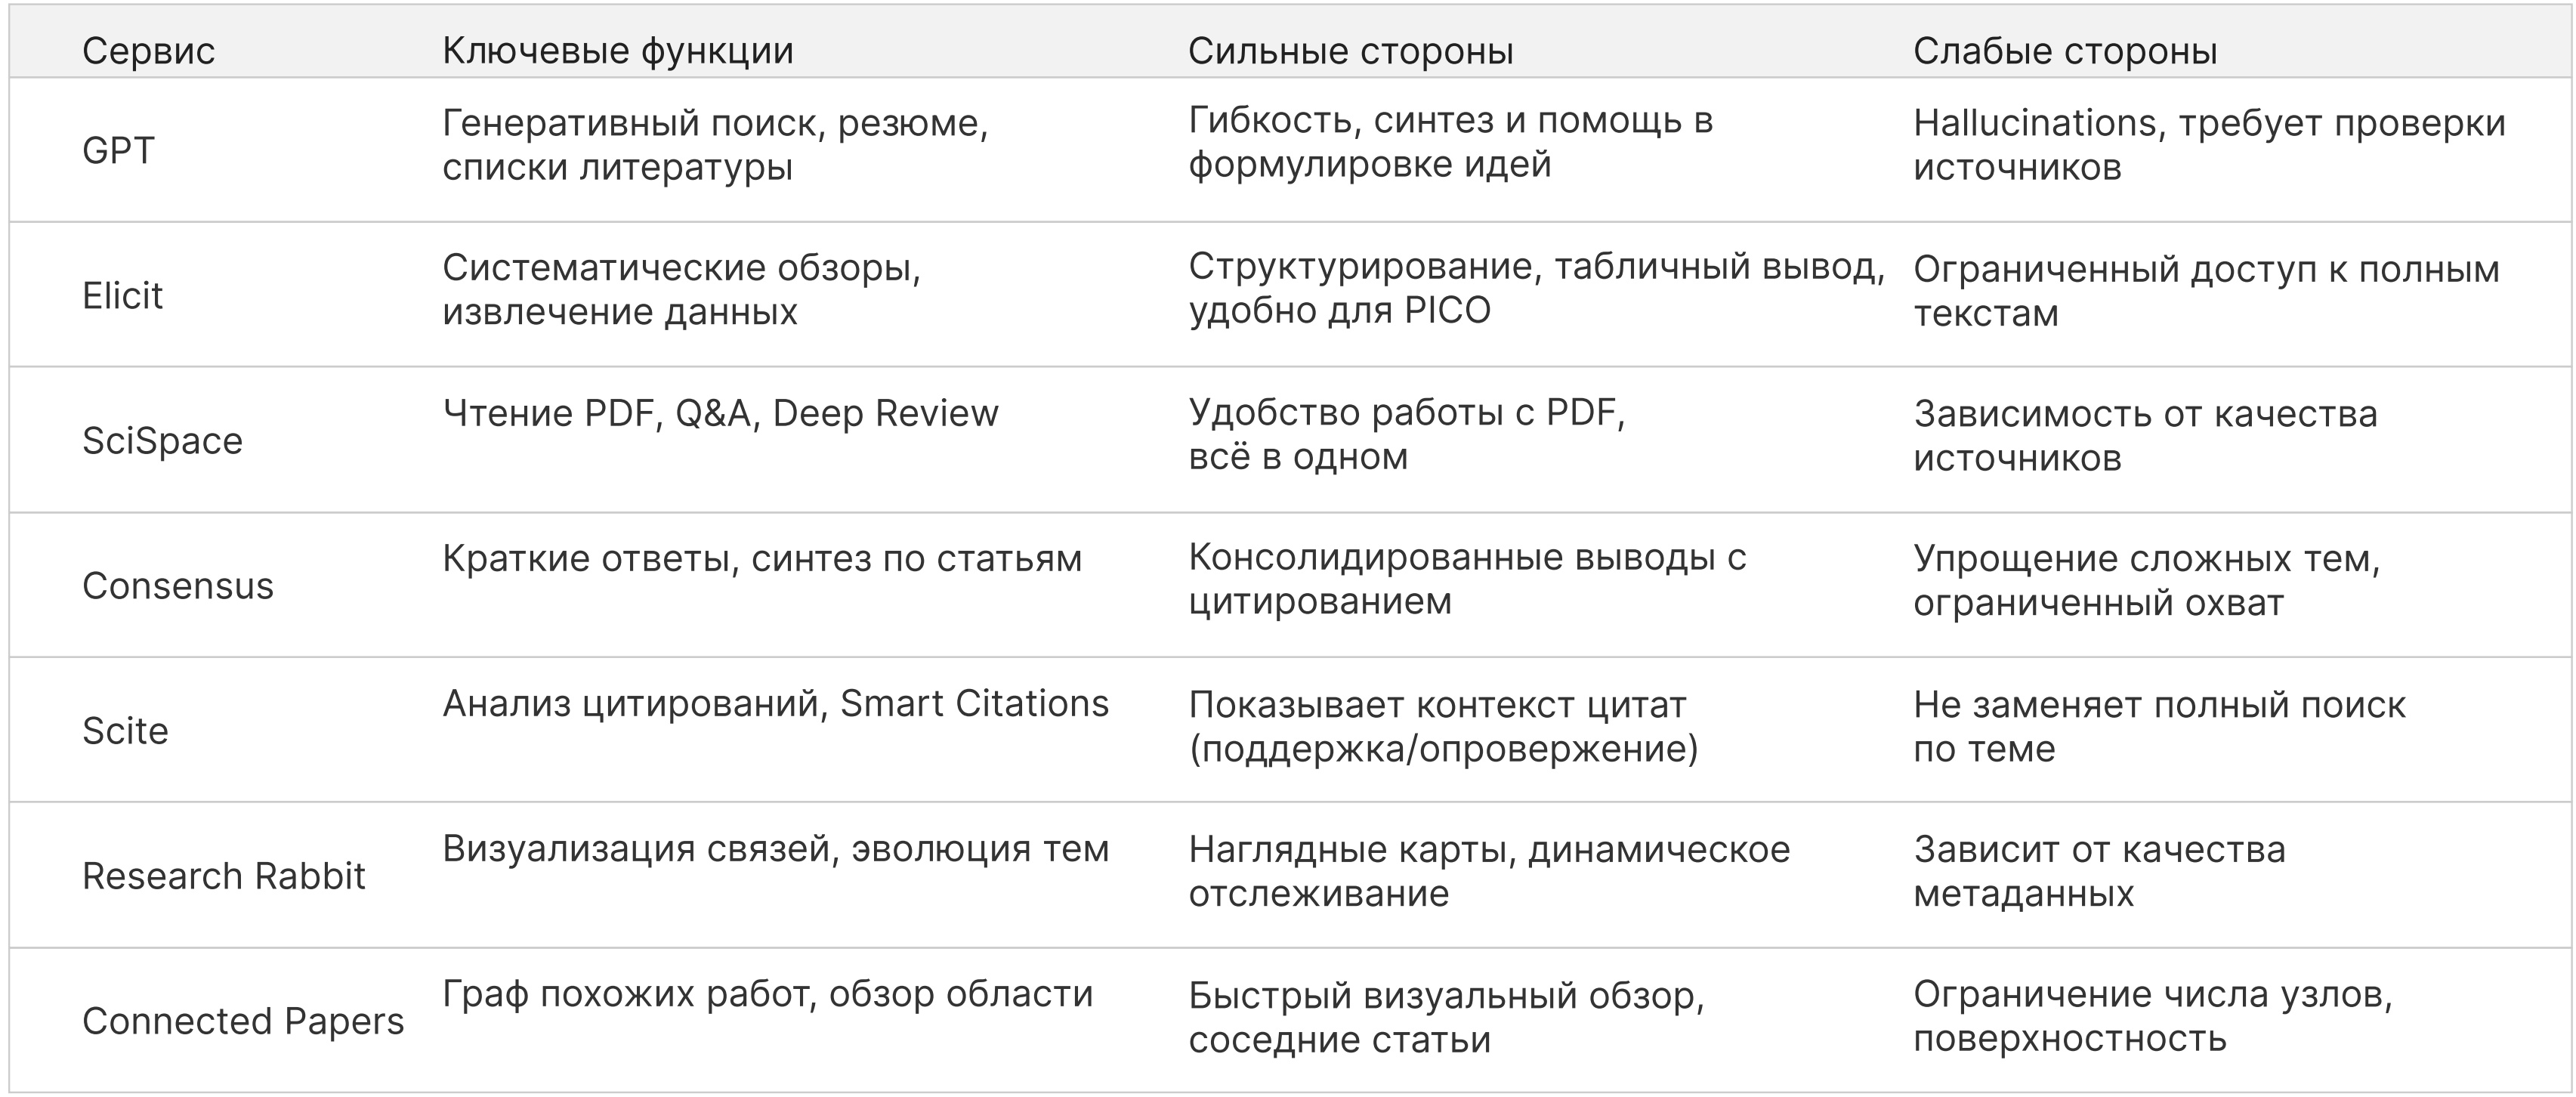 Сервис Ключевые функции Сильные стороны Слабые стороны
GPT
Генеративный поиск, резюме,
списки литературы
Гибкость, синтез и помощь в
формулировке идей
Hallucinations, требует проверки
источников
Elicit
Систематические обзоры,
извлечение данных
Структурирование, табличный вывод,
удобно для PICO
Ограниченный доступ к полным
текстам
SciSpace
Чтение PDF, Q&A, Deep Review
Удобство работы с PDF,
всё в одном
Зависимость от качества
источников
Consensus
Краткие ответы, синтез по статьям
Консолидированные выводы с
цитированием
Упрощение сложных тем,
ограниченный охват
Scite
Анализ цитирований, Smart Citations
Показывает контекст цитат
(поддержка/опровержение)
Не заменяет полный поиск
по теме
Research Rabbit
Визуализация связей, эволюция тем
Наглядные карты, динамическое
отслеживание
Зависит от качества
метаданных
Connected Papers
Граф похожих работ, обзор области
Быстрый визуальный обзор,
соседние статьи
Ограничение числа узлов,
поверхностность